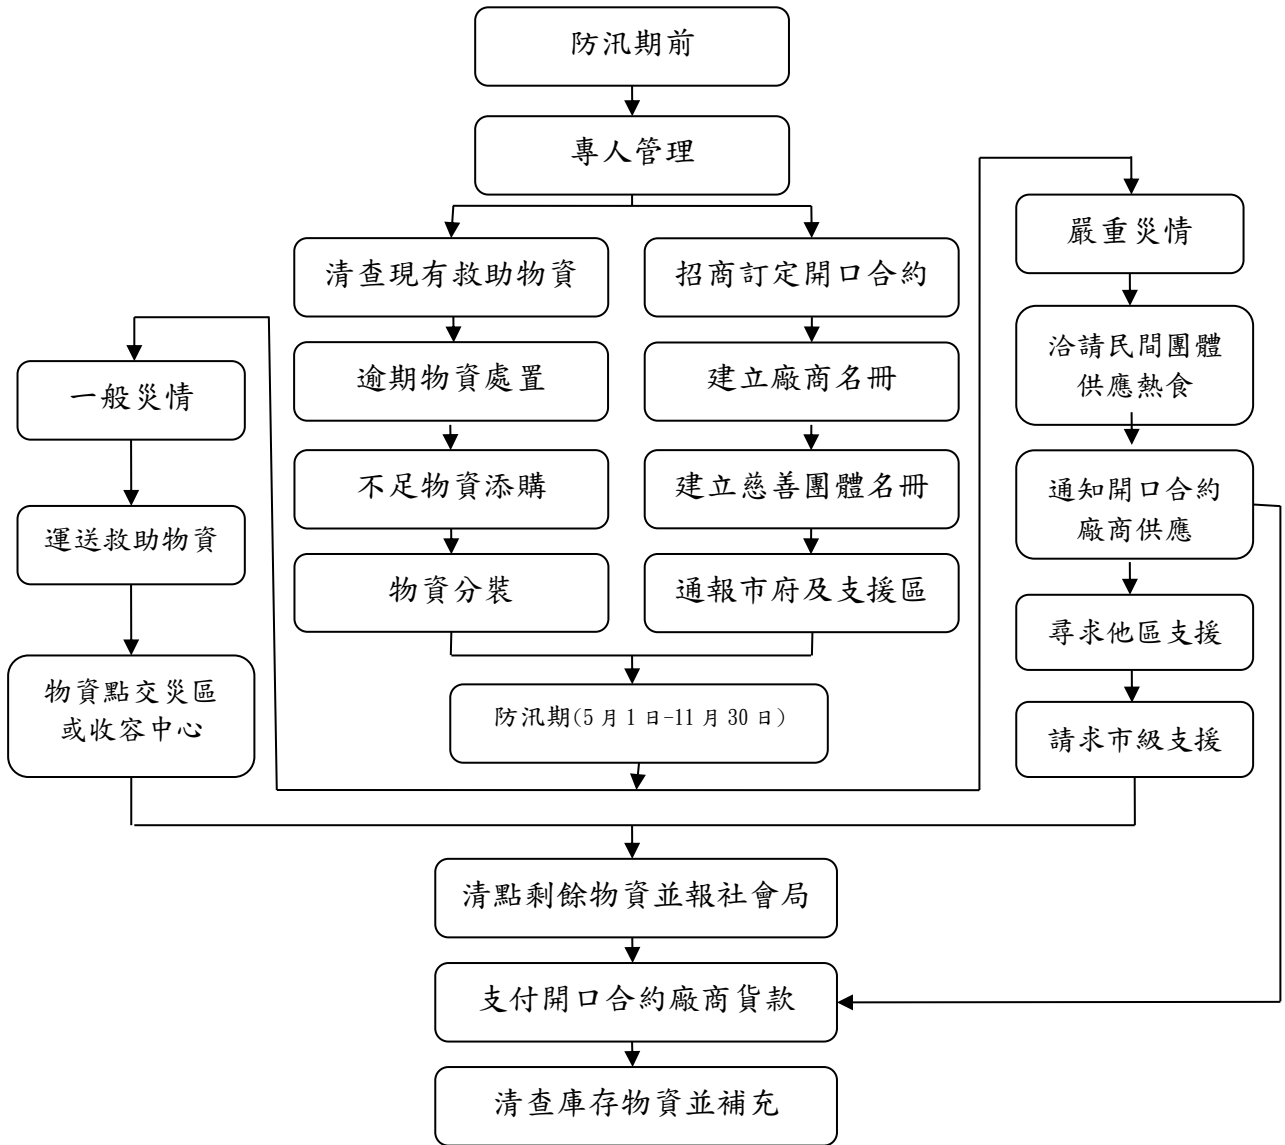 防汛期前
專人管理
清查現有救助物資
逾期物資處置
不足物資添購
物資分裝
招商訂定開口合約
建立廠商名冊
建立慈善團體名冊
通報市府及支援區
防汛期(5月1日-11月30日)
一般災情
運送救助物資
物資點交災區
或收容中心
嚴重災情
洽請民間團體
供應熱食
通知開口合約
廠商供應
尋求他區支援
請求市級支援
清點剩餘物資並報社會局
支付開口合約廠商貨款
清查庫存物資並補充